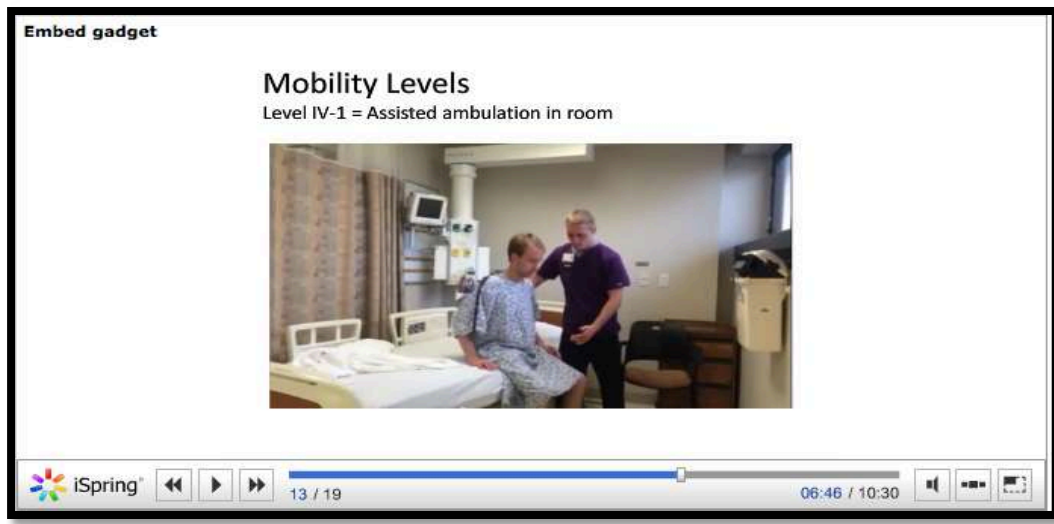 Embed gadget
Mobility Levels
Level IV-1 = Assisted ambulation in room
iSpring®
13 / 19
06:46 / 10:30